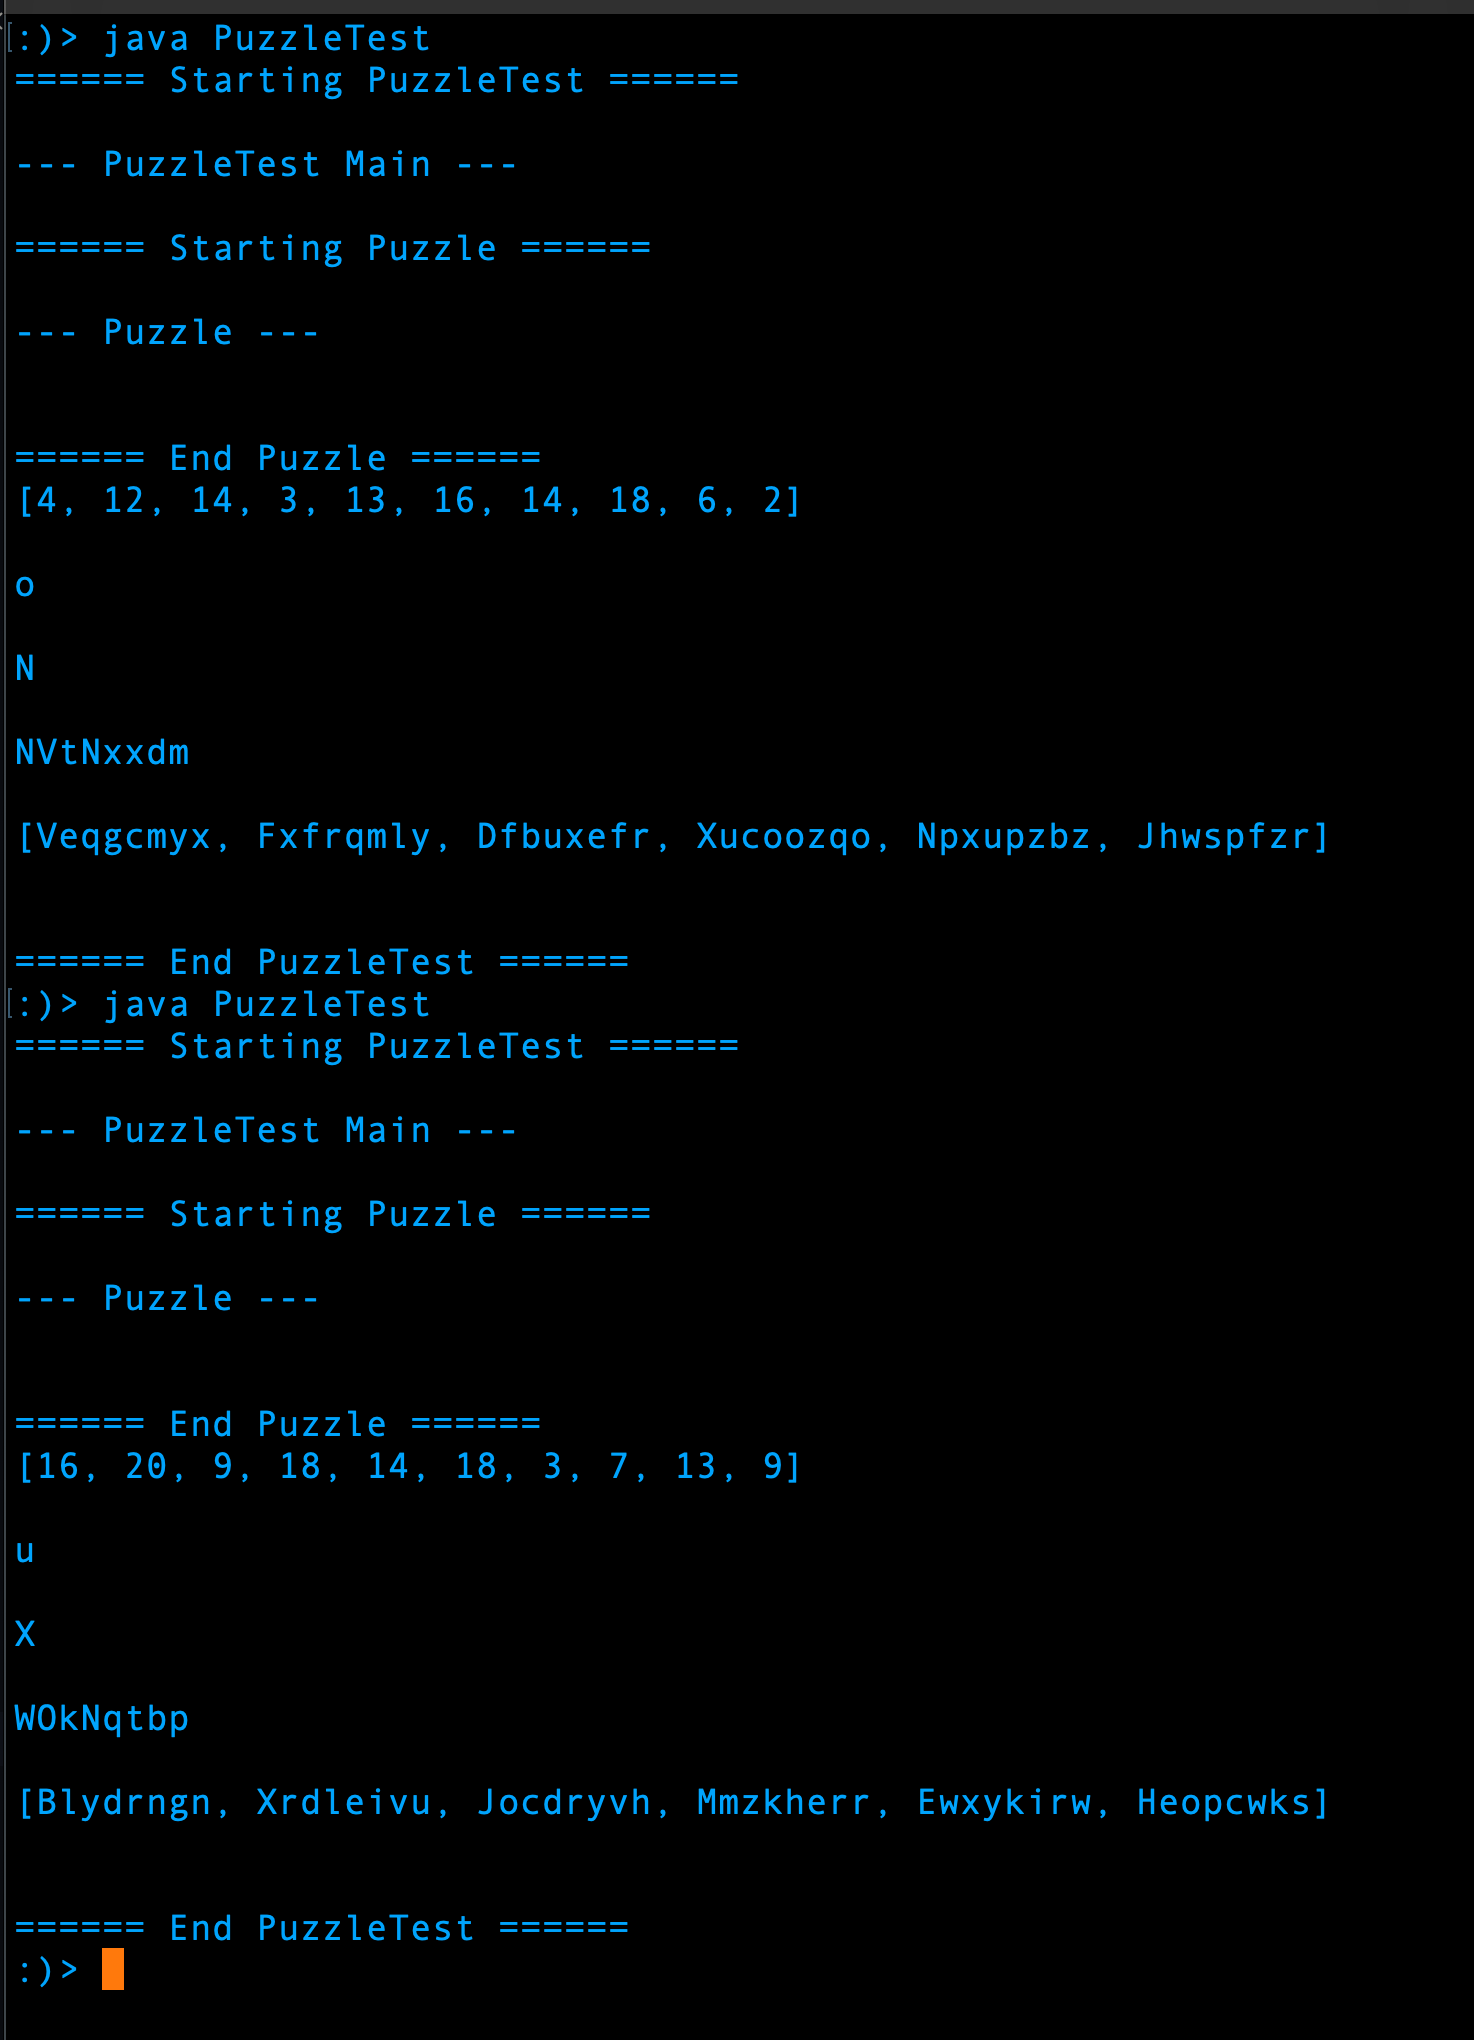 [:)> java PuzzleTest
====== Starting PuzzleTest ======
--- PuzzleTest Main ---
====== Starting Puzzle ======
--- Puzzle ---
====== End Puzzle ======
[4, 12, 14, 3, 13, 16, 14, 18, 6, 2]
o
N
NVtNxxdm
[Veqgcmyx, Fxfrqmly, Dfbuxefr, Xucoozqo, Npxupzbz, Jhwspfzr]
====== End PuzzleTest ======
[:)> java PuzzleTest
====== Starting PuzzleTest ======
--- PuzzleTest Main ---
====== Starting Puzzle ======
--- Puzzle ---
====== End Puzzle ======
[16, 20, 9, 18, 14, 18, 3, 7, 13, 9]
u
X
WOkNqtbp
[Blydrngn, Xrdleivu, Jocdryvh, Mmzkherr, Ewxykirw, Heopcwks]
====== End PuzzleTest ======
:)>